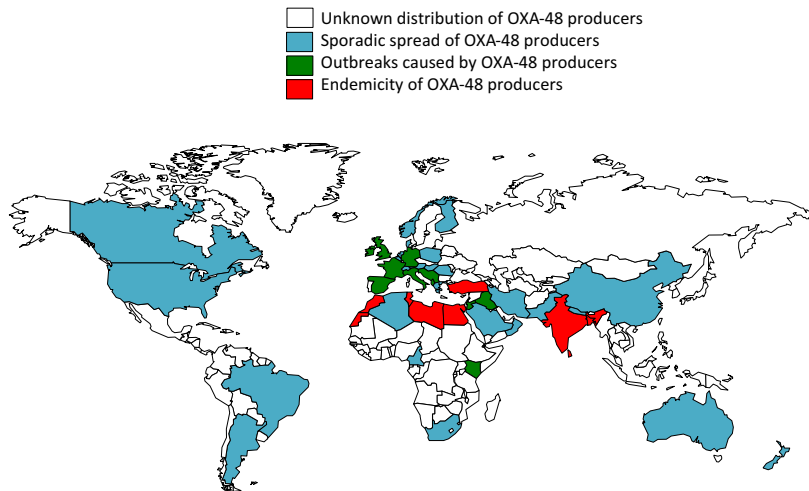 Unknown distribution of OXA-48 producers
Sporadic spread of OXA-48 producers
Outbreaks caused by OXA-48 producers
Endemicity of OXA-48 producers